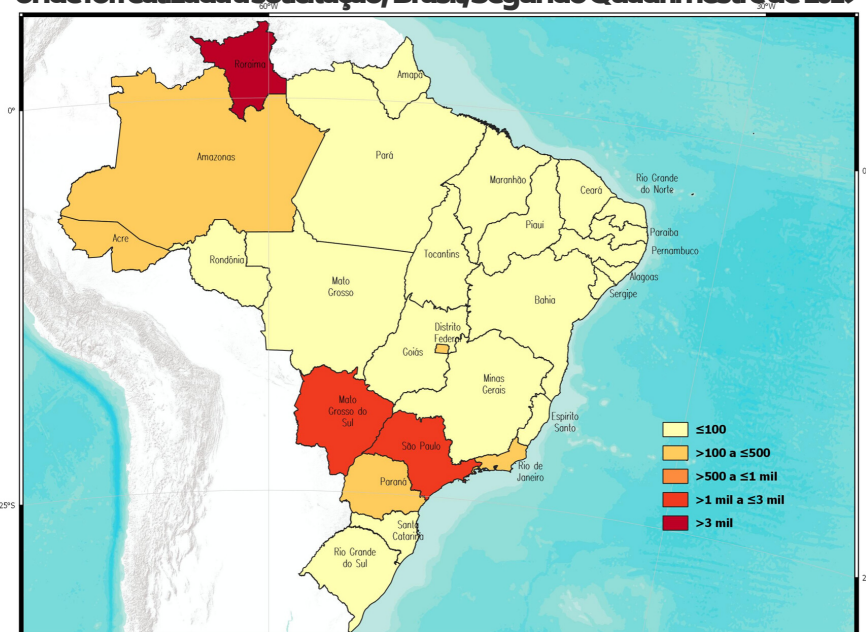 60°W
30°W
Roraima
Amapá
0°
Amazonas
Pará
Maranhão
Ceará
Rio Grande
do Norte
Piauí
Paraíba
Acre
Rondônia
Tocantins
Pernambuco
Alagoas
Mato
Grosso
Bahia
Sergipe
Distrito
Federal
Goiás
Minas
Gerais
Mato
Grosso do
Sul
São Paulo
Espírito
Santo
Rio de
Janeiro
Paraná
25°S
Santa
Catarina
Rio Grande
do Sul
≤100
>100 a ≤500
>500 a ≤1 mil
>1 mil a ≤3 mil
>3 mil